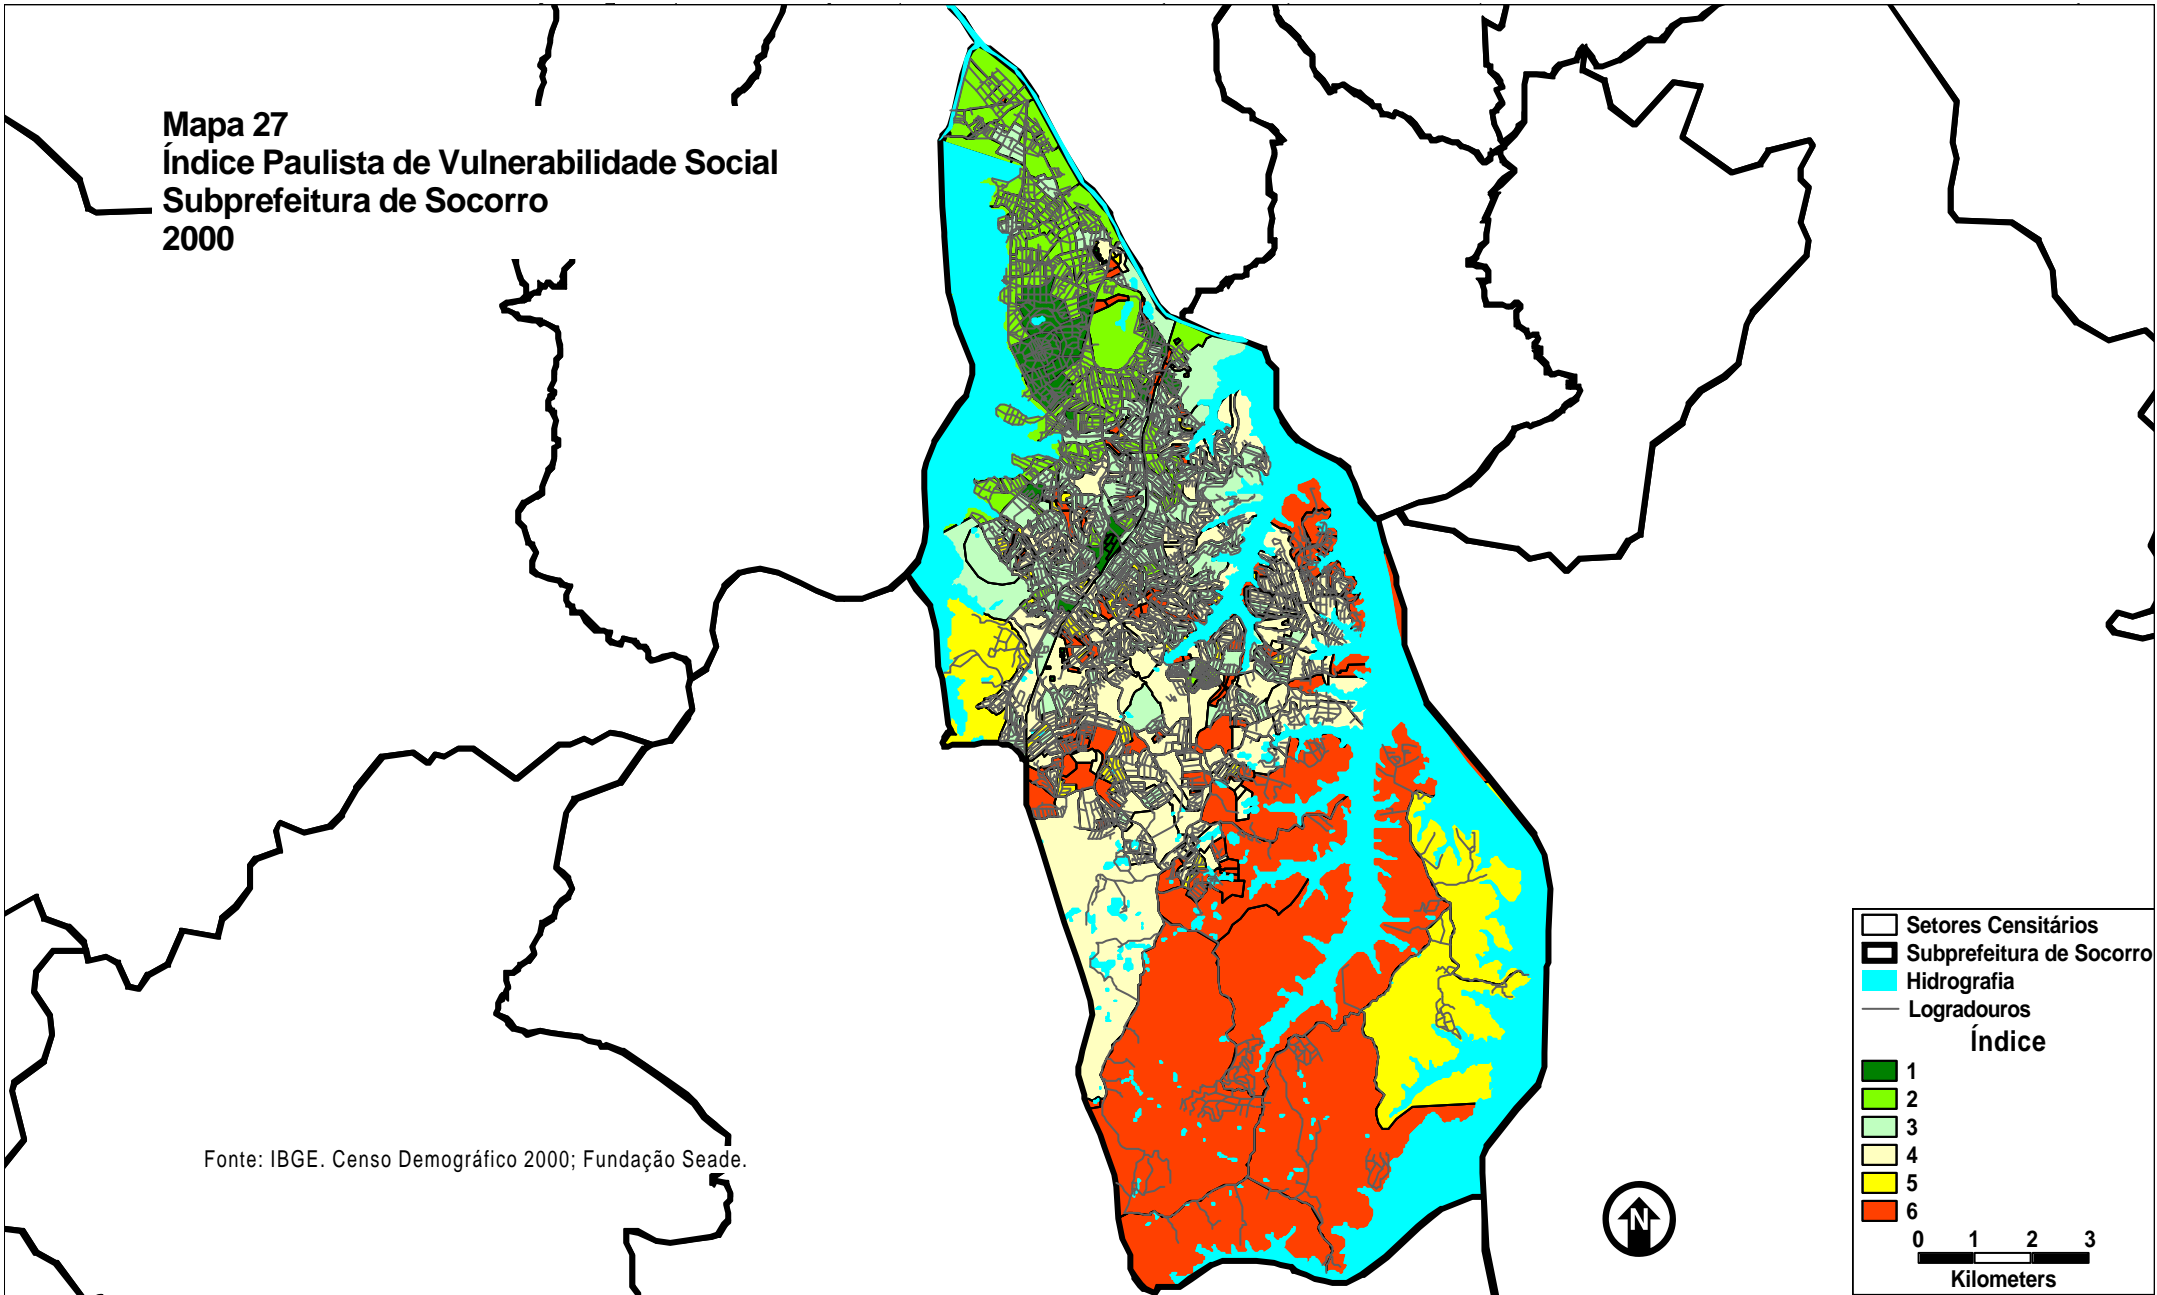 Mapa 27
Índice Paulista de Vulnerabilidade Social
Subprefeitura de Socorro
2000
Fonte: IBGE. Censo Demográfico 2000; Fundação Seade.
N
Setores Censitários
Subprefeitura de Socorro
Hidrografia
Logradouros
Índice
1
2
3
4
5
6
0 1 2 3
Kilometers